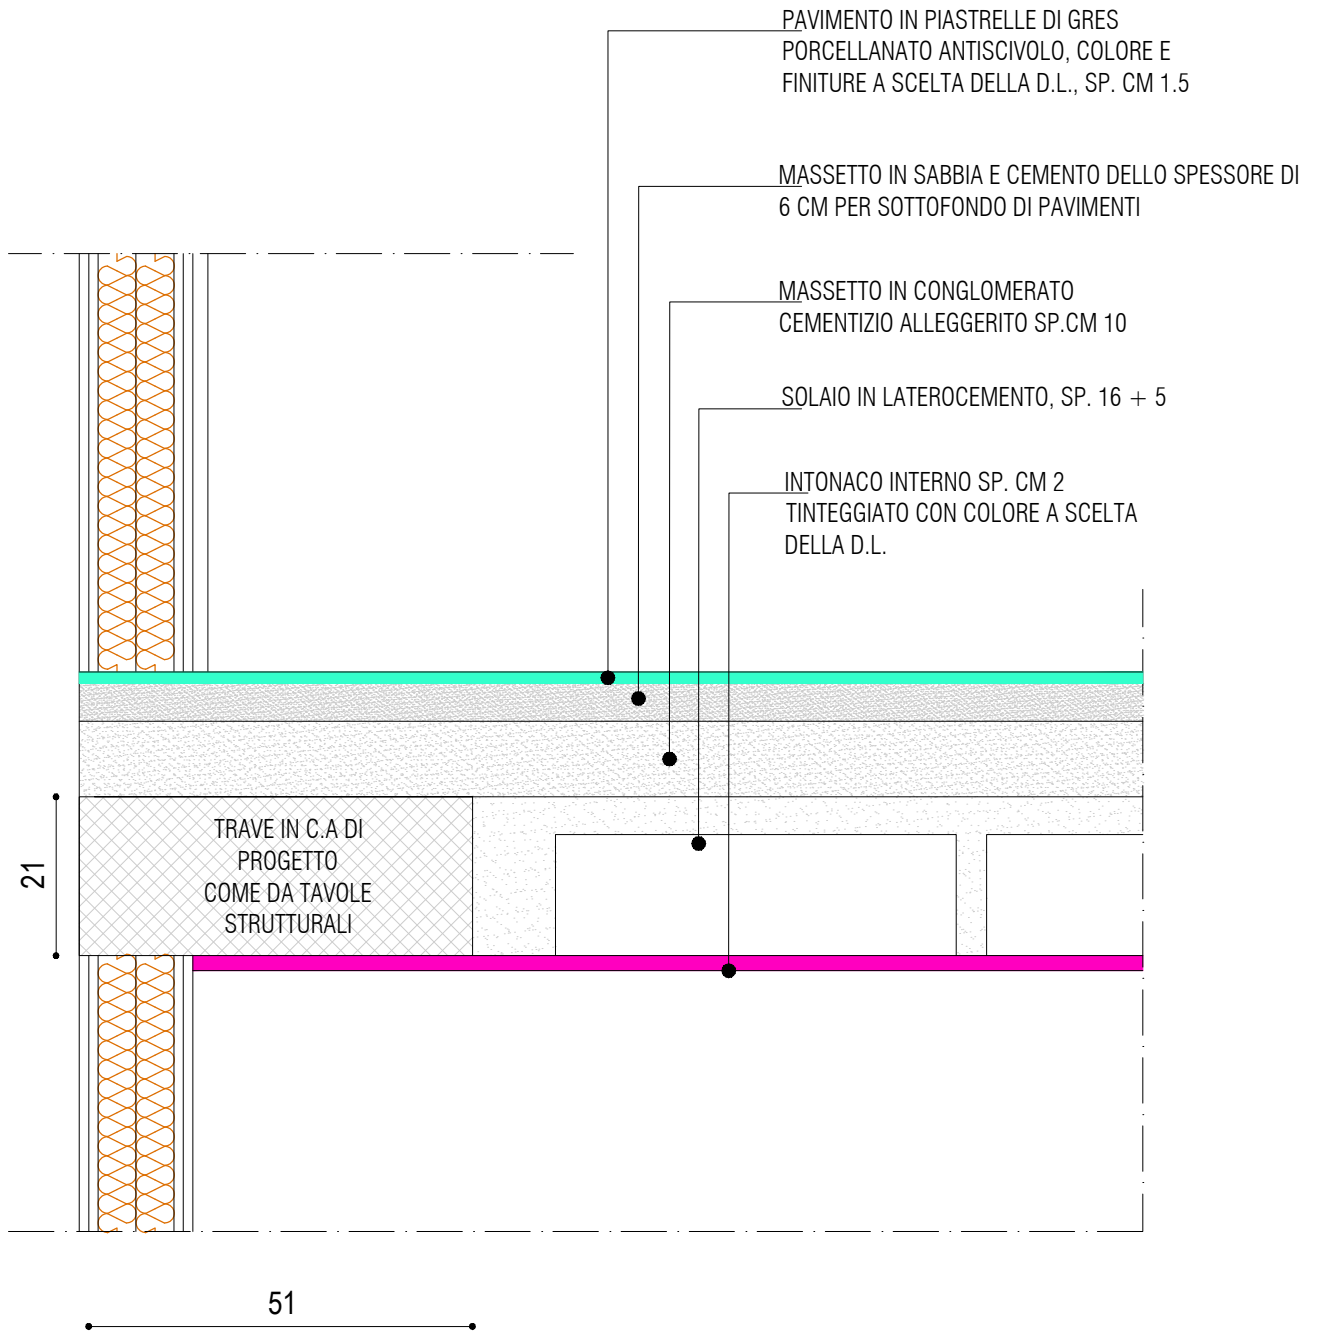 PAVIMENTO IN PIASTRELLE DI GRES
PORCELLANATO ANTISCIVOLO, COLORE E
FINITURE A SCELTA DELLA D.L., SP. CM 1.5
MASSETTO IN SABBIA E CEMENTO DELLO SPESSORE DI
6 CM PER SOTTOFONDO DI PAVIMENTI
MASSETTO IN CONGLOMERATO
CEMENTIZIO ALLEGGERITO SP.CM 10
SOLAIO IN LATEROCEMENTO, SP. 16 + 5
INTONACO INTERNO SP. CM 2
TINTEGGIATO CON COLORE A SCELTA
DELLA D.L.
TRAVE IN C.A DI
PROGETTO
COME DA TAVOLE
STRUTTURALI
21
51